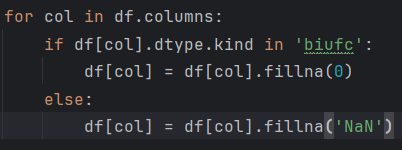 for col in df.columns:
    if df[col].dtype.kind in 'biufc':
        df[col] = df[col].fillna(0)
    else:
        df[col] = df[col].fillna('NaN')